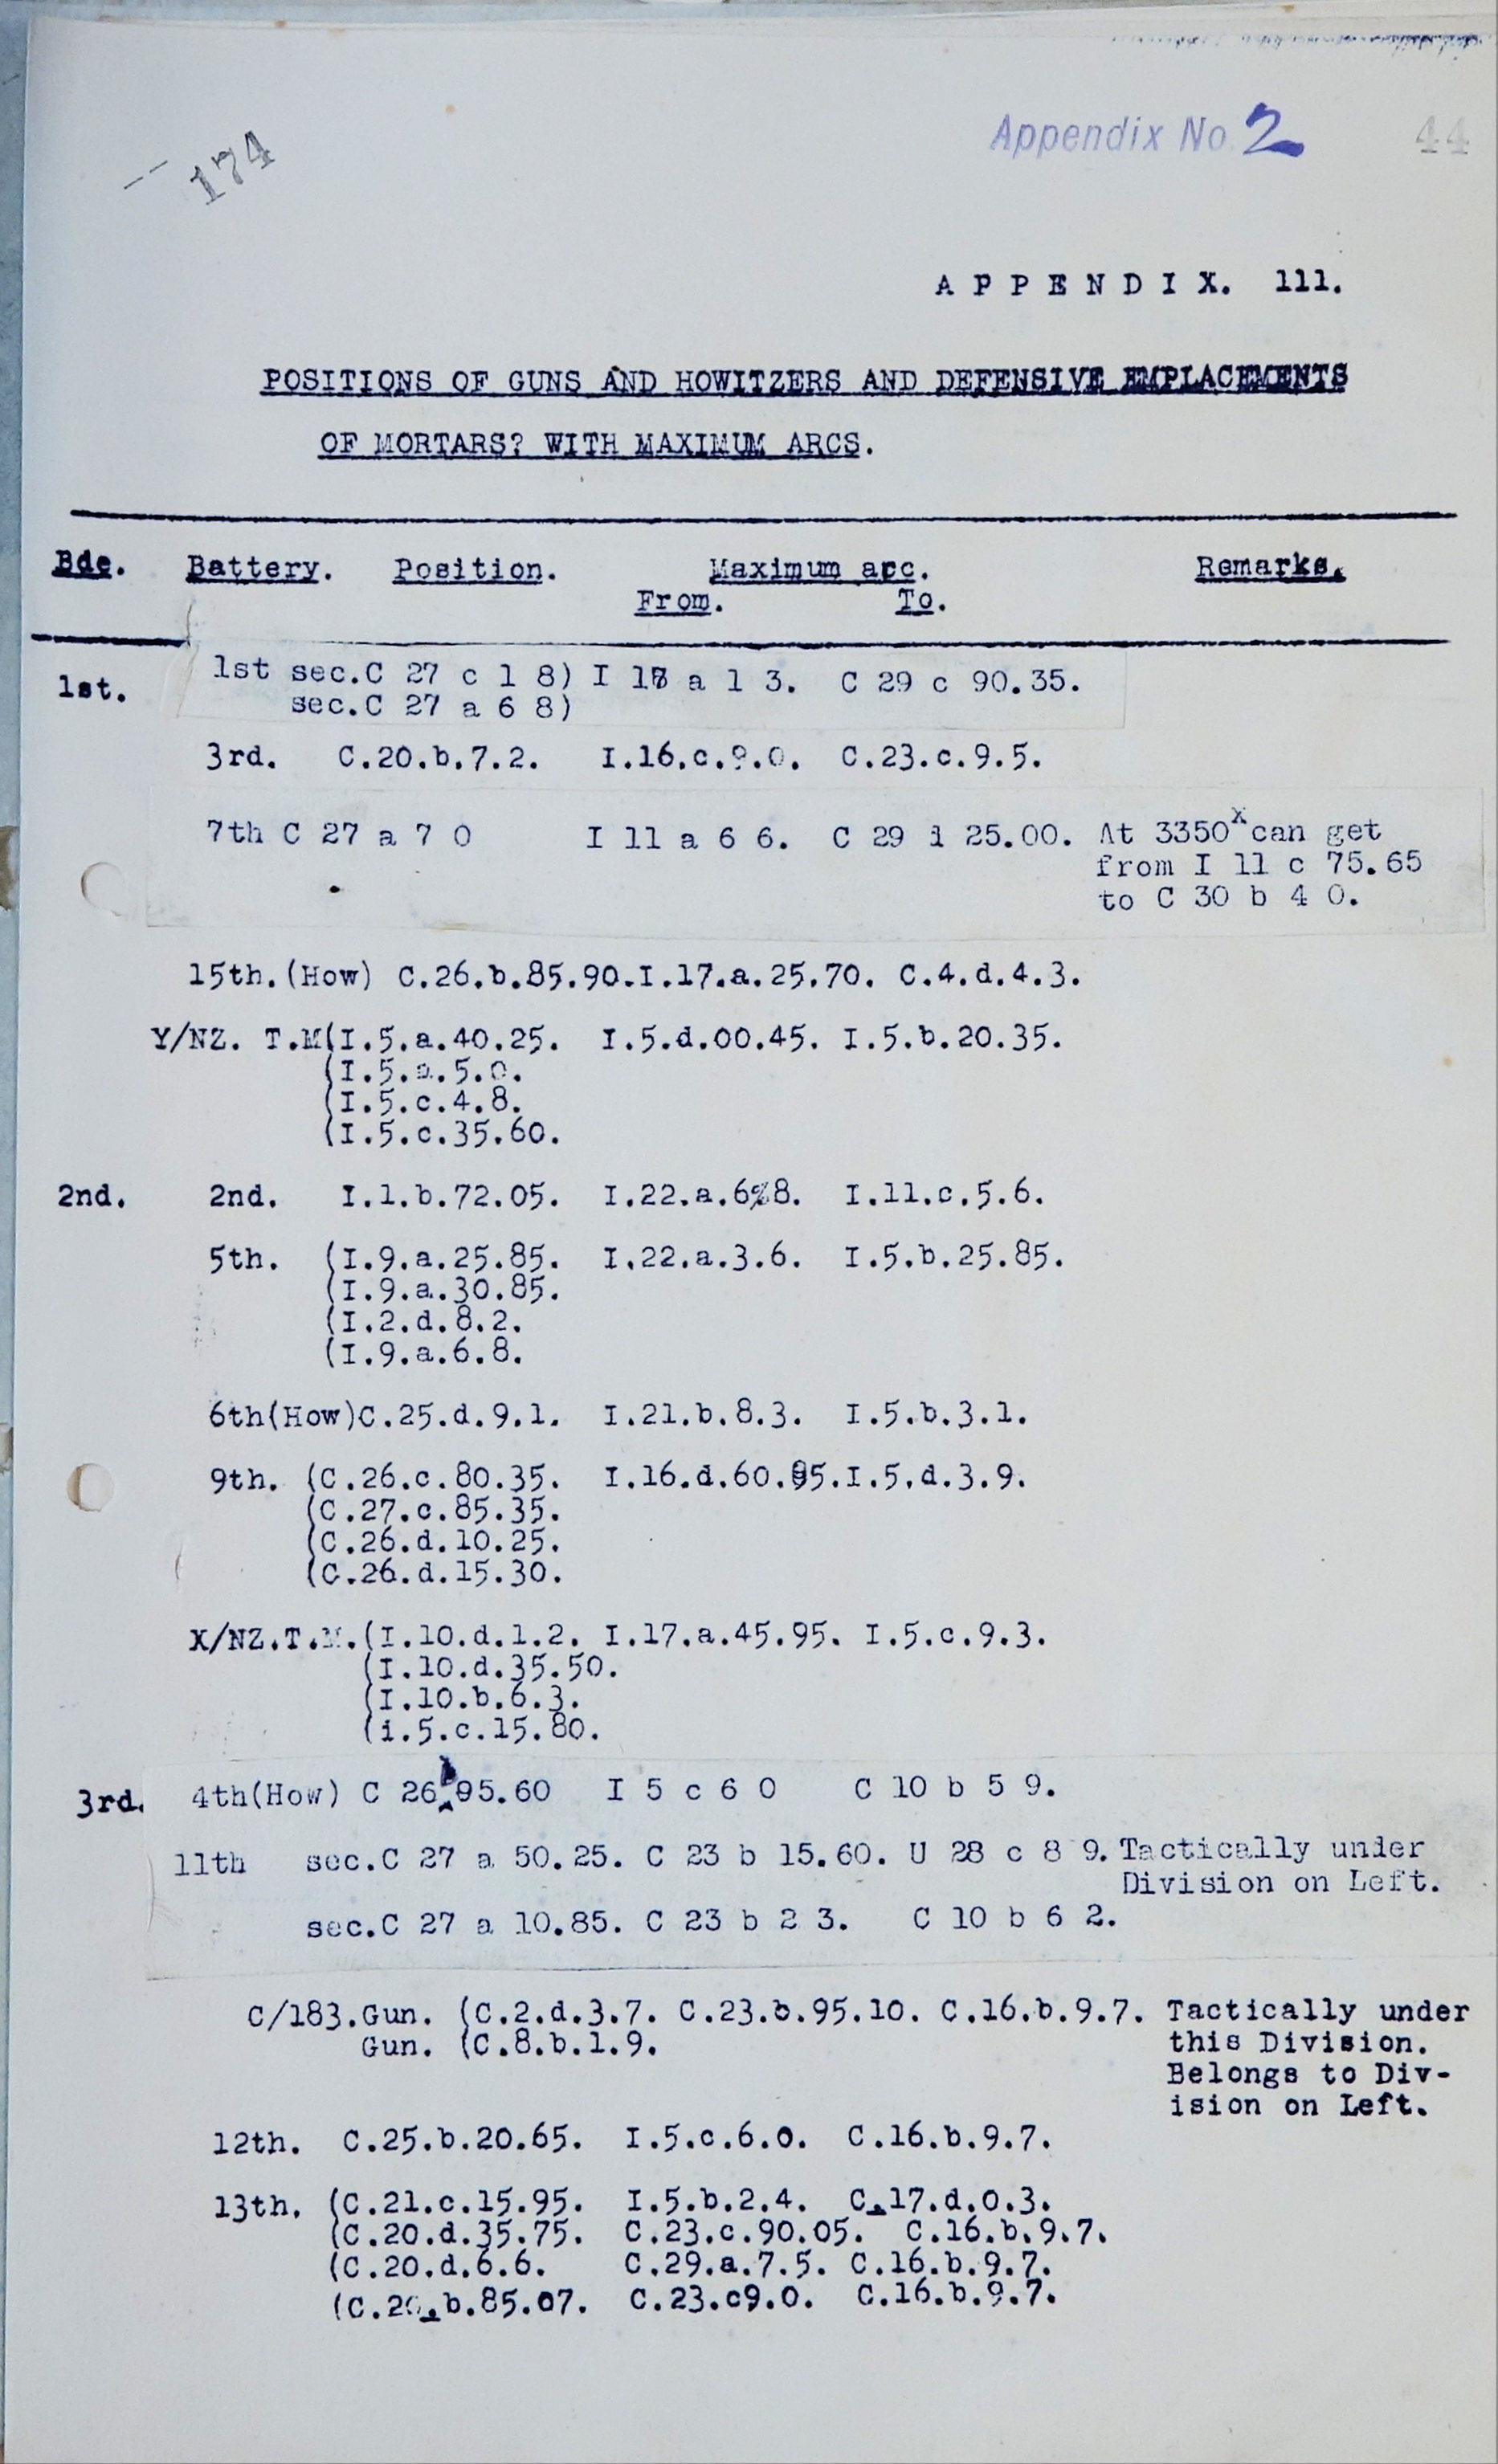 Appendix No. 2 44
174
A P P E N D I X. 111.
POSITIONS OF GUNS AND HOWITZERS AND DEFENSIVE EMPLACEMENTS
OF MORTARS? WITH MAXIMUM ARCS.
Bde. Battery. Position. Maximum arc. Remarks.
From. To.
1st. 1st sec.C 27 c 1 8) I a 1 3. C 29 c 90.35.
sec.C 27 a 6 8)
3rd. C.20.b.7.2. I.16.c.9.0. C.23.c.9.5.
7th C 27 a 7 0 I 11 a 6 6. C 29 25.00. At 3350x can get
from I 11 c 75.65
to C 30 b 4 0.
15th.(How) C.26.b.85.90.I.17.a.25.70. C.4.d.4.3.
Y/NZ. T.M(I.5.a.40.25. I.5.d.00.45. I.5.b.20.35.
(I.5.a.5.0.
(I.5.c.4.8.
(I.5.c.35.60.
2nd. 2nd. I.1.b.72.05. I.22.a. I.11.c.5.6.
5th. (I.9.a.25.85. I.22.a.3.6. I.5.b.25.85.
(I.9.a.30.85.
(I.2.d.8.2.
(I.9.a.6.8.
6th(How)C.25.d.9.1. I.21.b.8.3. I.5.b.3.1.
9th. (C.26.c.80.35. I.16.d.60.95.I.5.d.3.9.
(C.27.c.85.35.
(C.26.d.10.25.
(C.26.d.15.30.
X/NZ.T.M.(I.10.d.1.2. I.17.a.45.95. I.5.c.9.3.
(I.10.d.35.50.
(I.10.b.6.3.
(i.5.c.15.80.
3rd. 4th(How) C 26 b 95.60 I 5 c 6 0 C 10 b 5 9.
11th sec.C 27 a 50.25. C 23 b 15.60. U 28 c 8 9. Tactically under
Division on Left.
sec.C 27 a 10.85. C 23 b 2 3. C 10 b 6 2.
C/183.Gun. (C.2.d.3.7. C.23.b.95.10. C.16.b.9.7. Tactically under
Gun. (C.8.b.1.9. this Division.
Belongs to Div-
ision on Left.
12th. C.25.b.20.65. I.5.c.6.0. C.16.b.9.7.
13th. (C.21.c.15.95. I.5.b.2.4. C.17.d.0.3.
(C.20.d.35.75. C.23.c.90.05. C.16.b.9.7.
(C.20.d.6.6. C.29.a.7.5. C.16.b.9.7.
(C.20.b.85.07. C.23.c9.0. C.16.b.9.7.